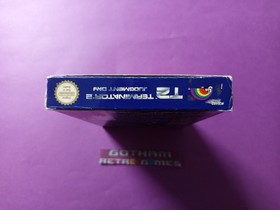 T2 TERMINATOR 2
JUDGMENT DAY
GOTHAM
RETRO GAMES